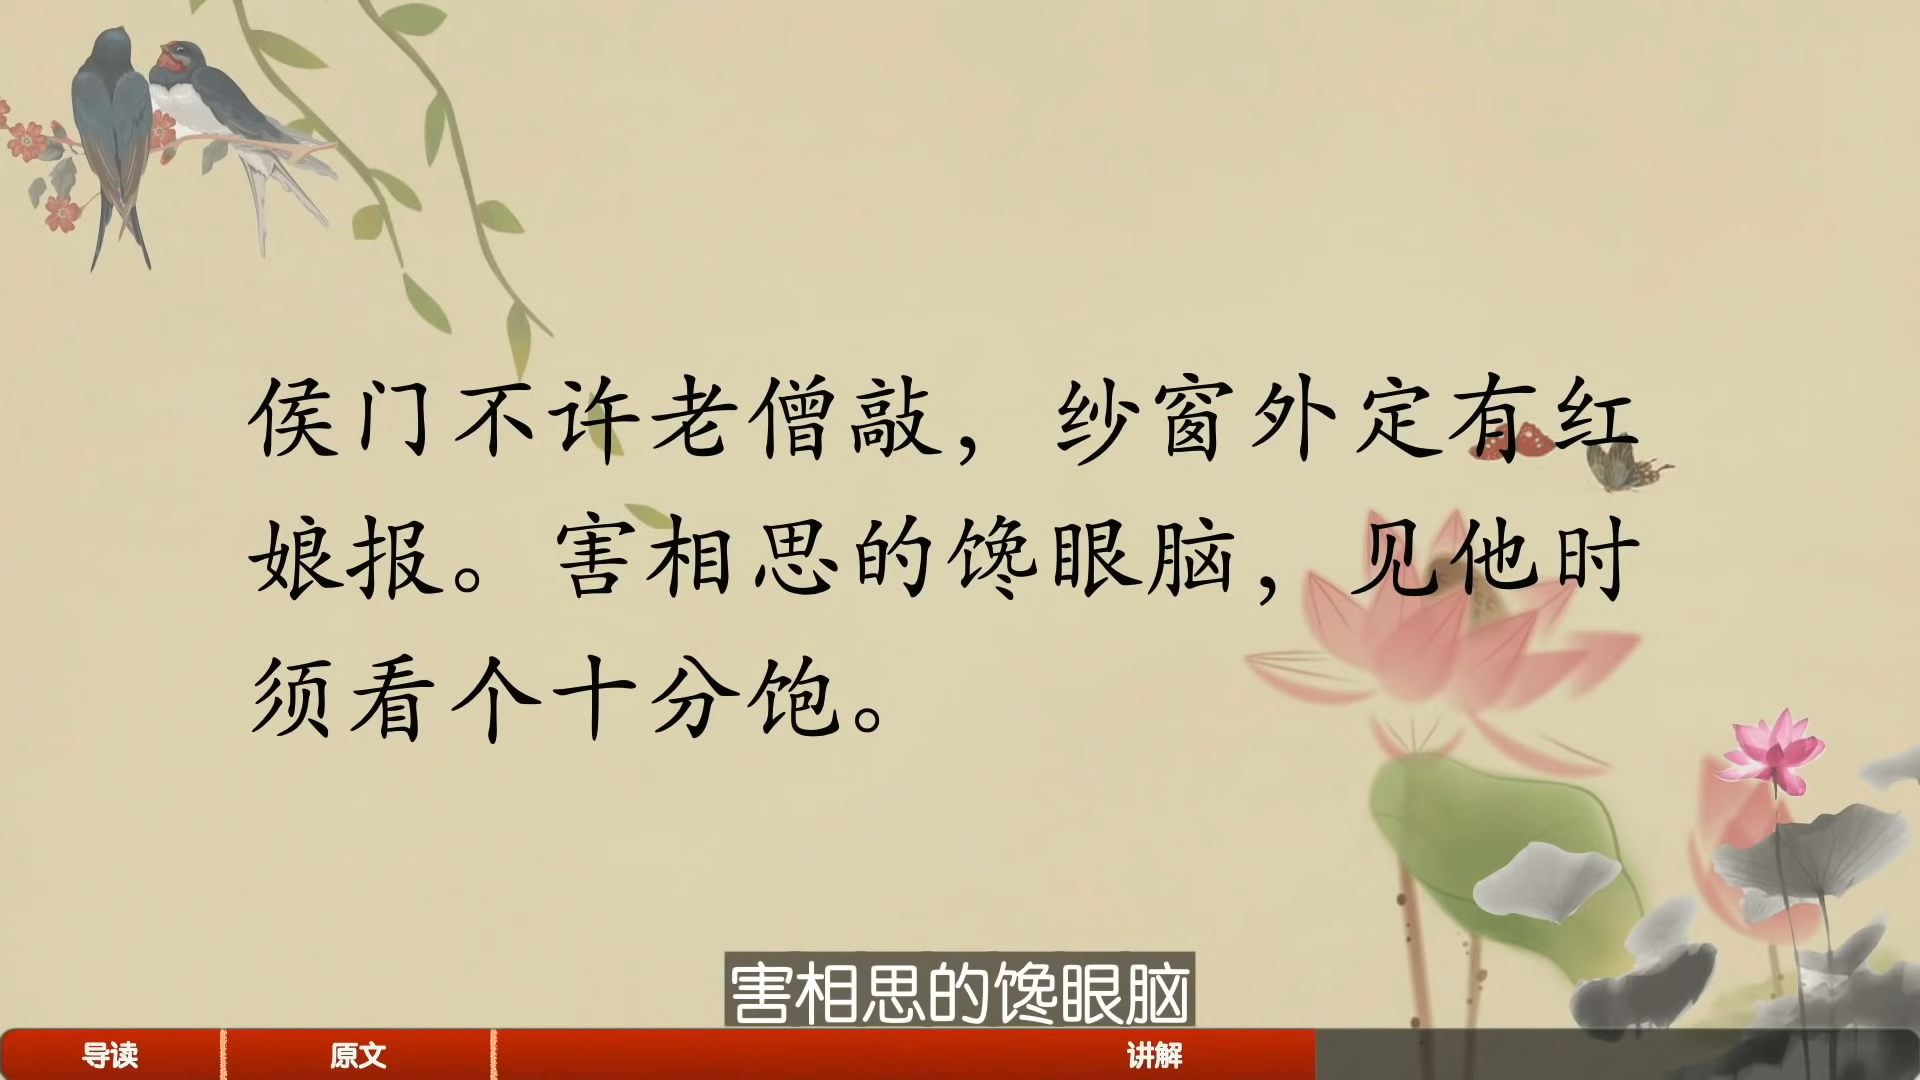 侯门不许老僧敲，纱窗外定有红
娘报。害相思的馋眼脑，见他时
须看个十分饱。
害相思的馋眼脑
导读 原文 讲解